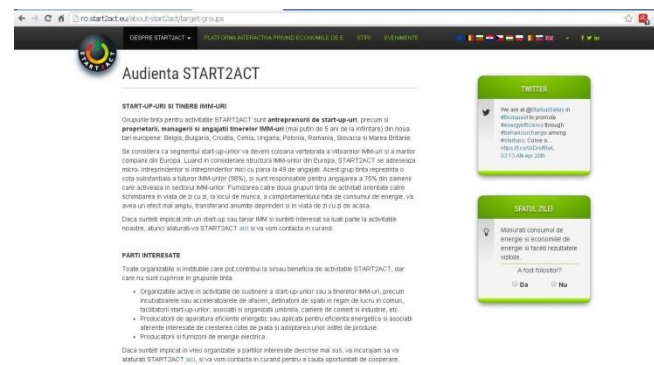 ro.start2act.eu/about-start2act/target-groups
DESPRE START2ACT
PLATFORMA INTERACTIVA PRIVIND ECONOMIILE DE E
STIRI
EVENIMENTE
START2ACT
Audienta START2ACT
START-UP-URI SI TINERE IMM-URI
Grupurile tinta pentru activitatile START2ACT sunt antreprenorii de start-up-uri, precum si
proprietarii, managerii si angajatii tinerelor IMM-uri (mai putin de 5 ani de la infiintare) din noua
tari europene: Belgia, Bulgaria, Croatia, Cehia, Ungaria, Polonia, Romania, Slovacia si Marea Britanie.
Se considera ca segmentul start-up-urilor va deveni coloana vertebrala a viitoarelor IMM-uri si a marilor
companii din Europa. Luand in considerare structura IMM-urilor din Europa, START2ACT se adreseaza
micro- intreprinderilor si intreprinderilor mici cu pana la 49 de angajati. Acest grup tinta reprezinta o
cota substantiala a tuturor IMM-urilor (98%), si sunt responsabile pentru angajarea a 75% din oamenii
care activeaza in sectorul IMM-urilor. Furnizarea catre doua grupuri tinta de activitati orientate catre
schimbarea in viata de zi cu zi, la locul de munca, a comportamentului fata de consumul de energie, va
avea un efect mai amplu, transferand anumite deprinderi si in viata de zi cu zi de acasa.
Daca sunteti implicat intr-un start-up sau tanar IMM si sunteti interesat sa luati parte la activitatile
noastre, atunci alaturati-va START2ACT aici si va vom contacta in curand.
PARTI INTERESATE
Toate organizatiile si institutiile care pot contribui la si/sau beneficia de activitatile START2ACT, dar
care nu sunt cuprinse in grupurile tinta.
Organizatiile active in activitatile de sustinere a start-up-urilor sau a tinerelor IMM-uri, precum
incubatoarele sau acceleratoarele de afaceri, detinatorii de spatii in regim de lucru in comun,
facilitatorii start-up-urilor, asociatii si organizatii umbrela, camere de comert si industrie, etc.
Producatorii de aparatura eficiente energetic sau aplicatii pentru eficienta energetica si asociatii
aferente interesate de cresterea cotei de piata si adoptarea unor astfel de produse.
Producatorii si furnizorii de energie electrica.
Daca sunteti implicat in vreo organizatie a partilor interesate descrise mai sus, va incurajam sa va
alaturati START2ACT aici, si va vom contacta in curand pentru a cauta oportunitati de cooperare.
TWITTER
We are at @StartupSafary in
#Budapest to promote
#energyefficiency through
#behaviourchange among
#startups. Come a...
03:13 AM Apr 20th
SFATUL ZILEI
Masurati consumul de
energie si economiile de
energie si faceti rezultatele
vizibile.
A fost folositor?
Da
Nu